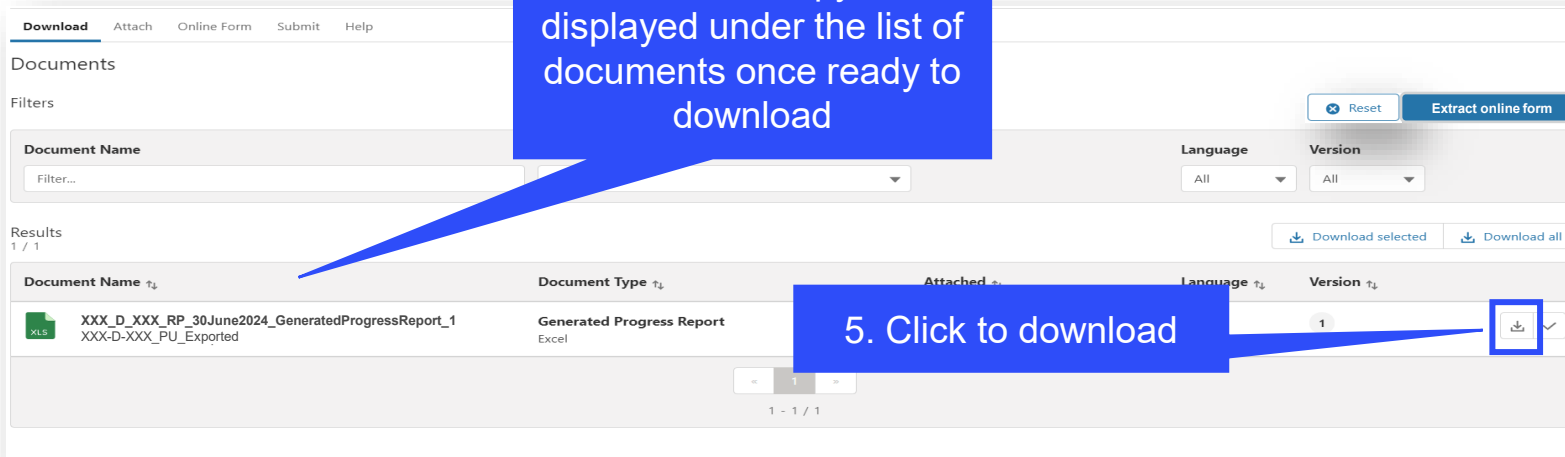 Download Attach Online Form Submit Help
displayed under the list of
documents once ready to
download
Documents
Filters
Reset Extract online form
Document Name Language Version
Filter... All All
Results
1 / 1
Download selected Download all
Document Name Document Type Attached Language Version
XLS XXX_D_XXX_RP_30June2024_GeneratedProgressReport_1 Generated Progress Report 1
XXX-D-XXX_PU_Exported Excel
5. Click to download
« 1 »
1 - 1 / 1